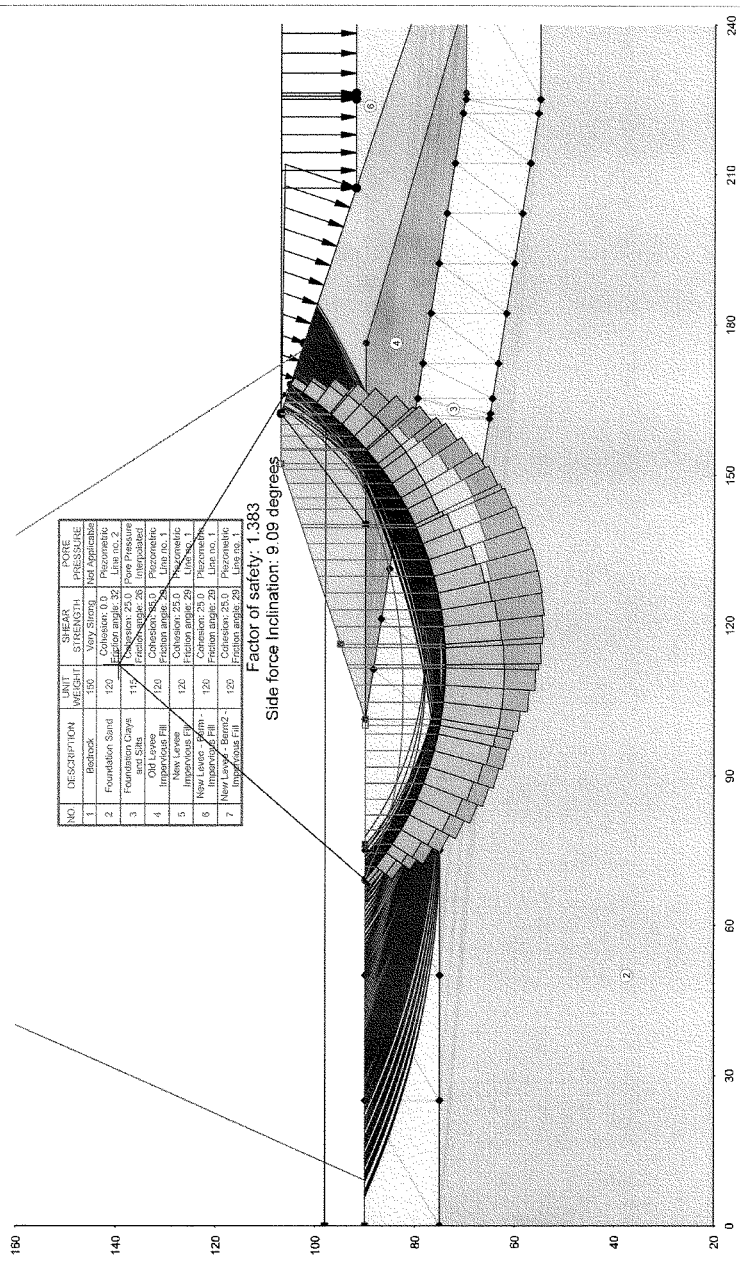 NO. DESCRIPTION UNIT WEIGHT SHEAR STRENGTH PORE PRESSURE
1 Bedrock 150 Very Strong Not Applicable
2 Foundation Sand 120 Cohesion: 0.0 Friction angle: 32 Piezometric Line no. 2
3 Foundation Clays and Silts 115 Cohesion: 25.0 Friction angle: 26 Pore Pressure Interpolated
4 Old Levee Impervious Fill 120 Cohesion: 25.0 Friction angle: 29 Piezometric Line no. 1
5 New Levee Impervious Fill 120 Cohesion: 25.0 Friction angle: 29 Piezometric Line no. 1
6 New Levee - Berm - Impervious Fill 120 Cohesion: 25.0 Friction angle: 29 Piezometric Line no. 1
7 New Levee - Berm2 - Impervious Fill 120 Cohesion: 25.0 Friction angle: 29 Piezometric Line no. 1
Factor of safety: 1.383
Side force Inclination: 9.09 degrees
6
4
3
2
160
140
120
100
80
60
40
20
0 30 60 90 120 150 180 210 240